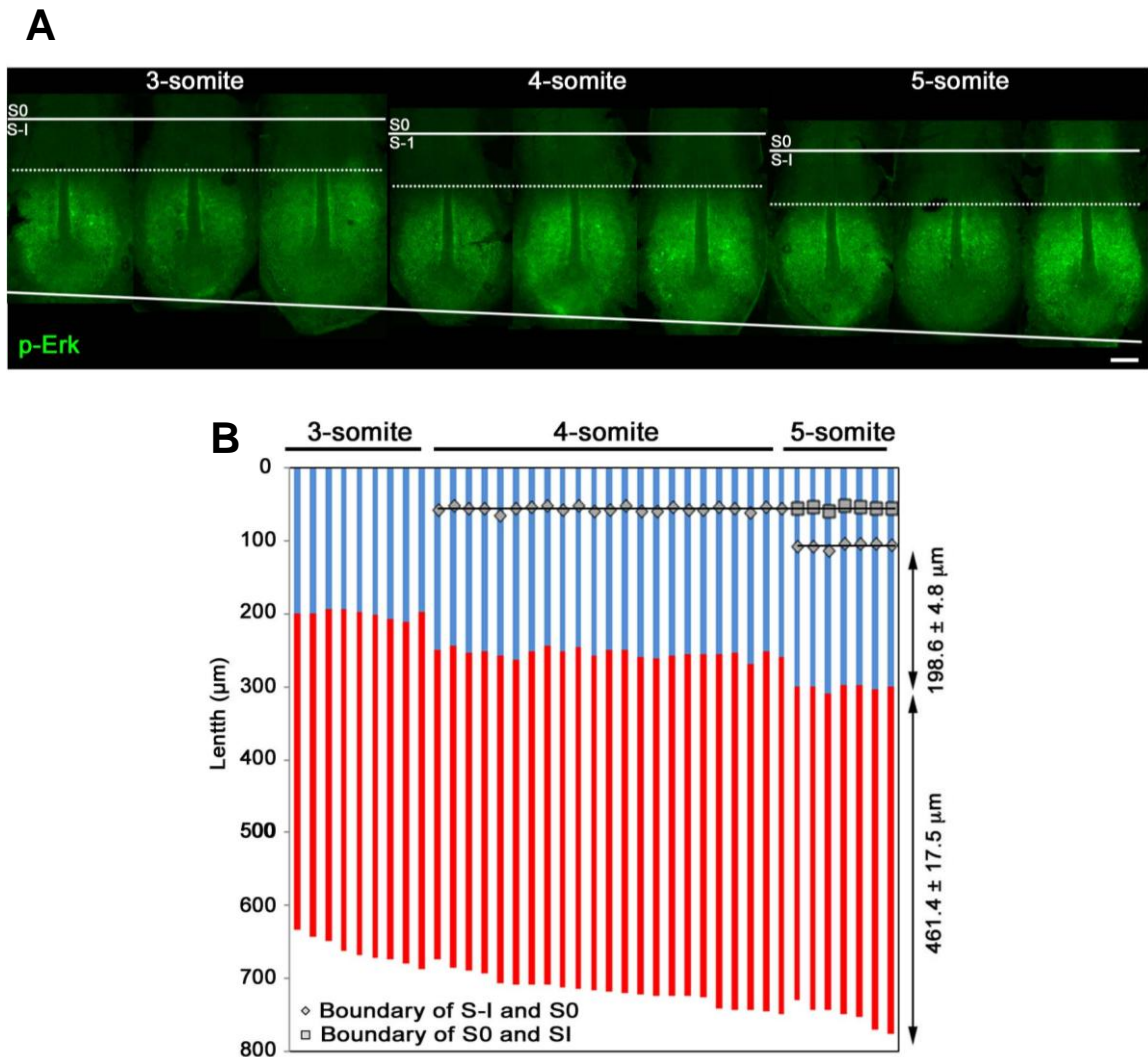 A
3-somite 4-somite 5-somite
S0
S-I
S0
S-1
S0
S-I
p-Erk
B
3-somite 4-somite 5-somite
0
100
200
300
400
500
600
700
800
Lentth (µm)
198.6 ± 4.8 µm
461.4 ± 17.5 µm
Boundary of S-I and S0
Boundary of S0 and SI